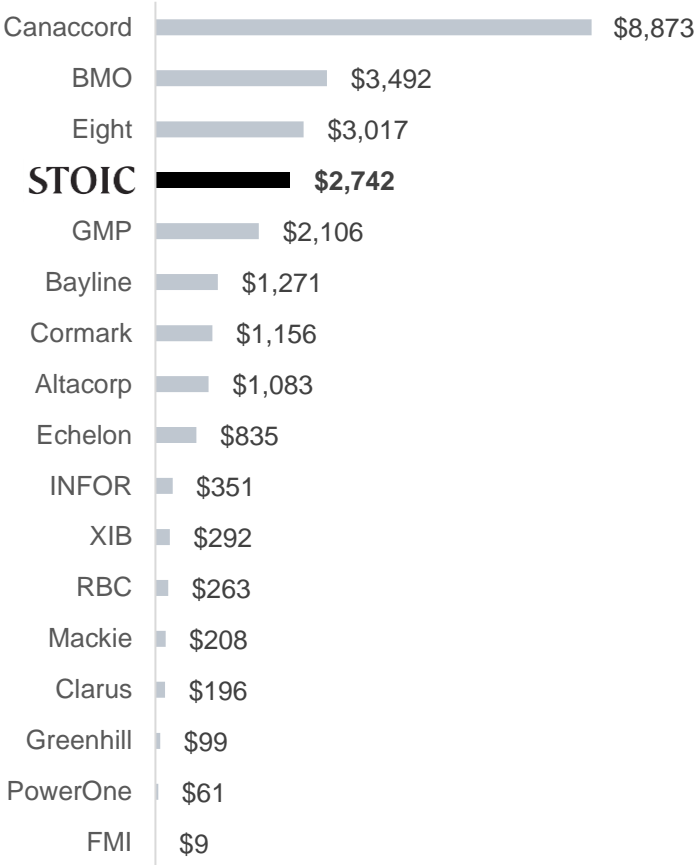 Canaccord $8,873
BMO $3,492
Eight $3,017
STOIC $2,742
GMP $2,106
Bayline $1,271
Cormark $1,156
Altacorp $1,083
Echelon $835
INFOR $351
XIB $292
RBC $263
Mackie $208
Clarus $196
Greenhill $99
PowerOne $61
FMI $9